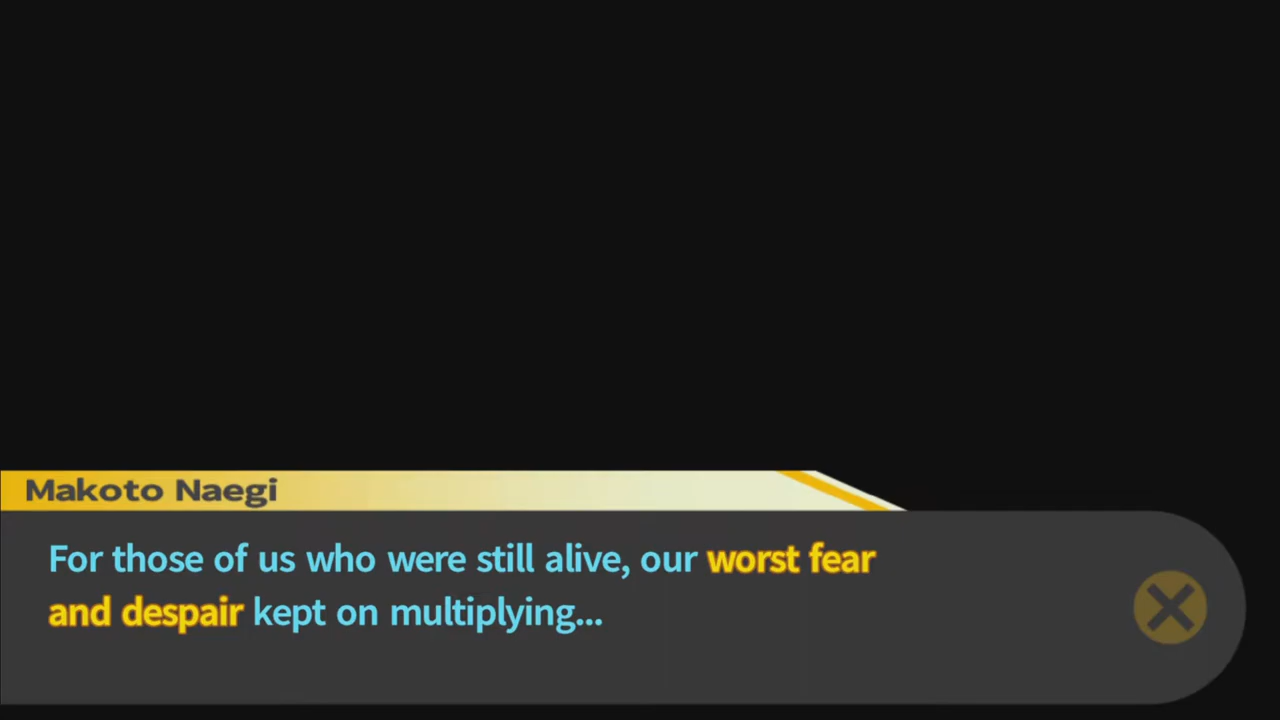 Makoto Naegi
For those of us who were still alive, our worst fear
and despair kept on multiplying...